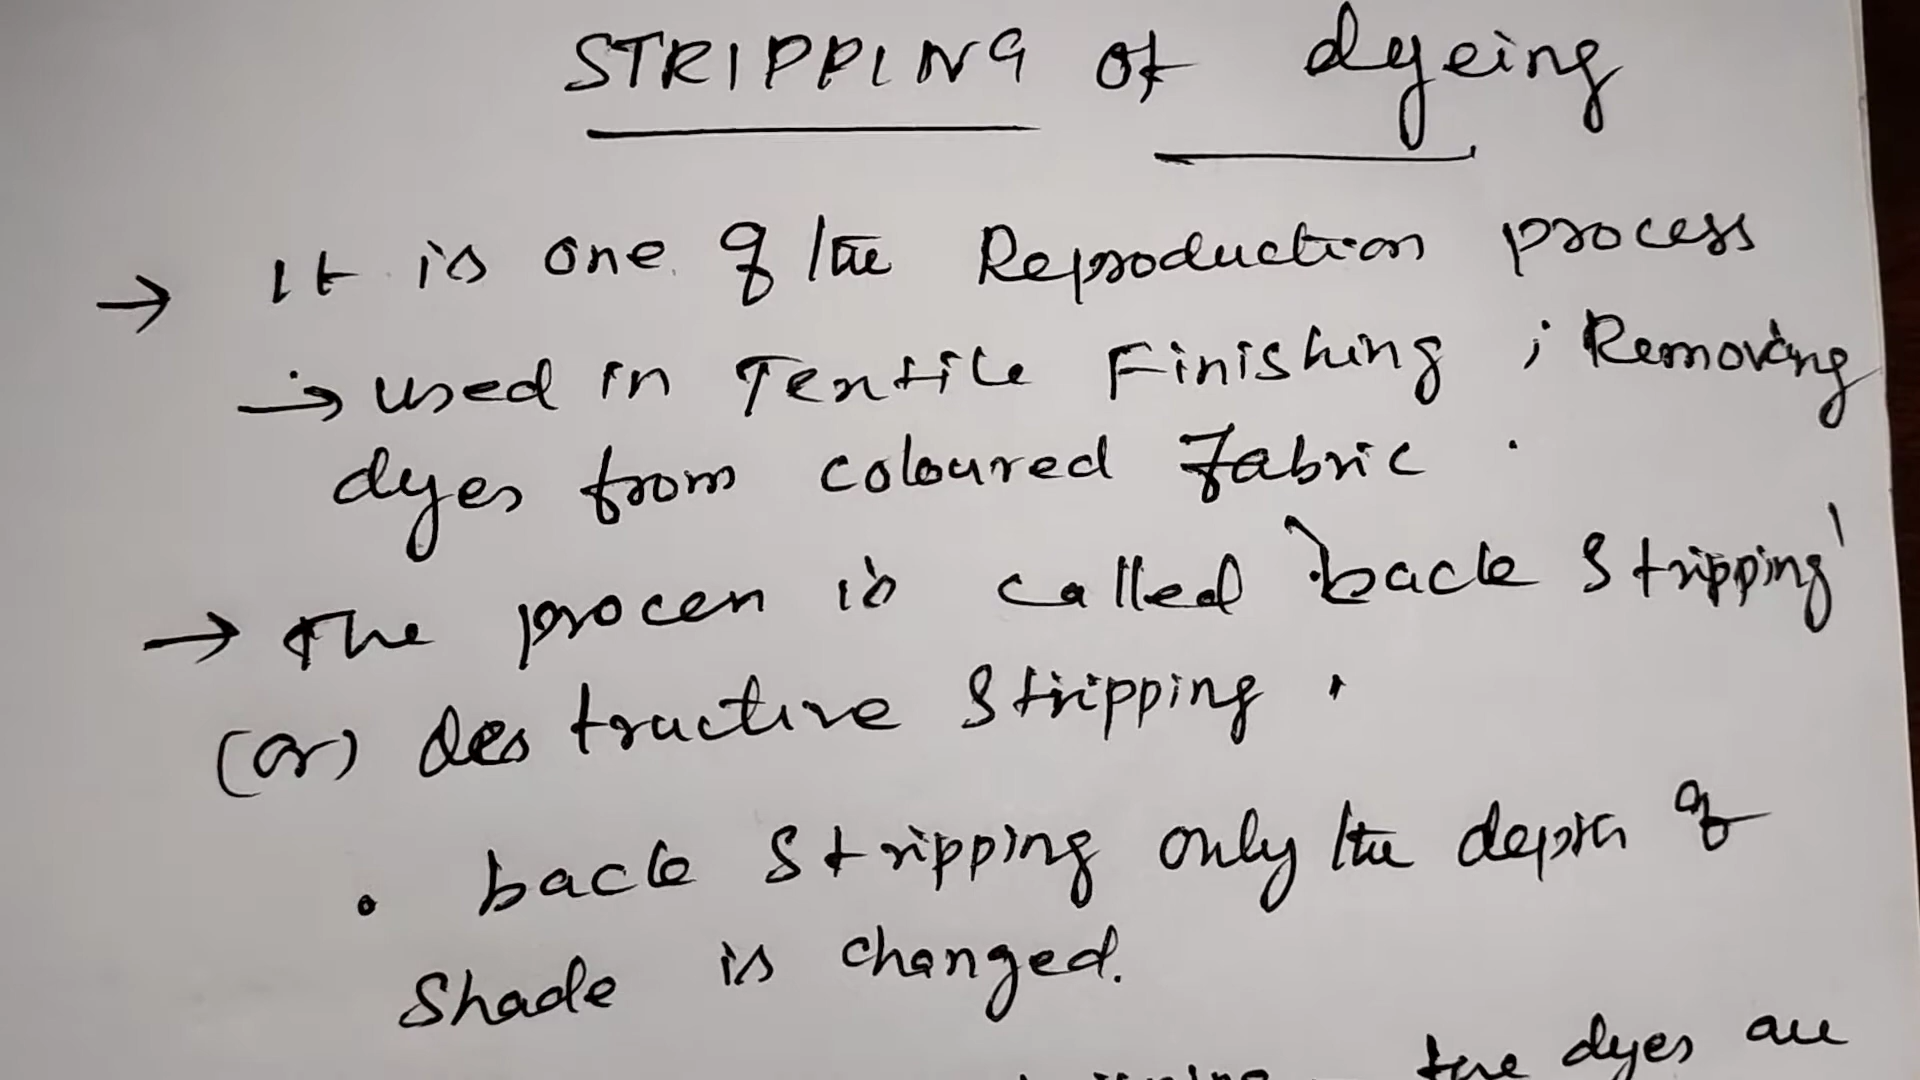 STRIPPING of dyeing
→ It is one of the Reproduction process
→ used in Textile Finishing ; Removing
dyes from coloured fabric .
→ The process is called 'back stripping'
(or) destructive stripping .
• back stripping only the depth of
shade is changed.
the dyes are